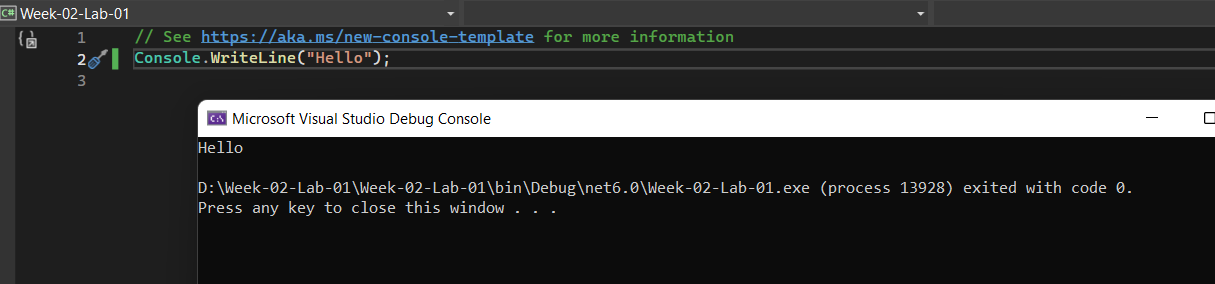 C# Week-02-Lab-01
1 // See https://aka.ms/new-console-template for more information
2 Console.WriteLine("Hello");
3
C:\ Microsoft Visual Studio Debug Console
Hello
D:\Week-02-Lab-01\Week-02-Lab-01\bin\Debug\net6.0\Week-02-Lab-01.exe (process 13928) exited with code 0.
Press any key to close this window . . .